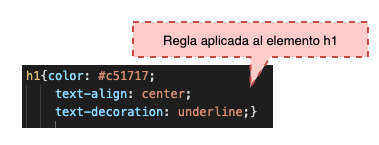 Regla aplicada al elemento h1
h1{color: #c51717;
text-align: center;
text-decoration: underline;}